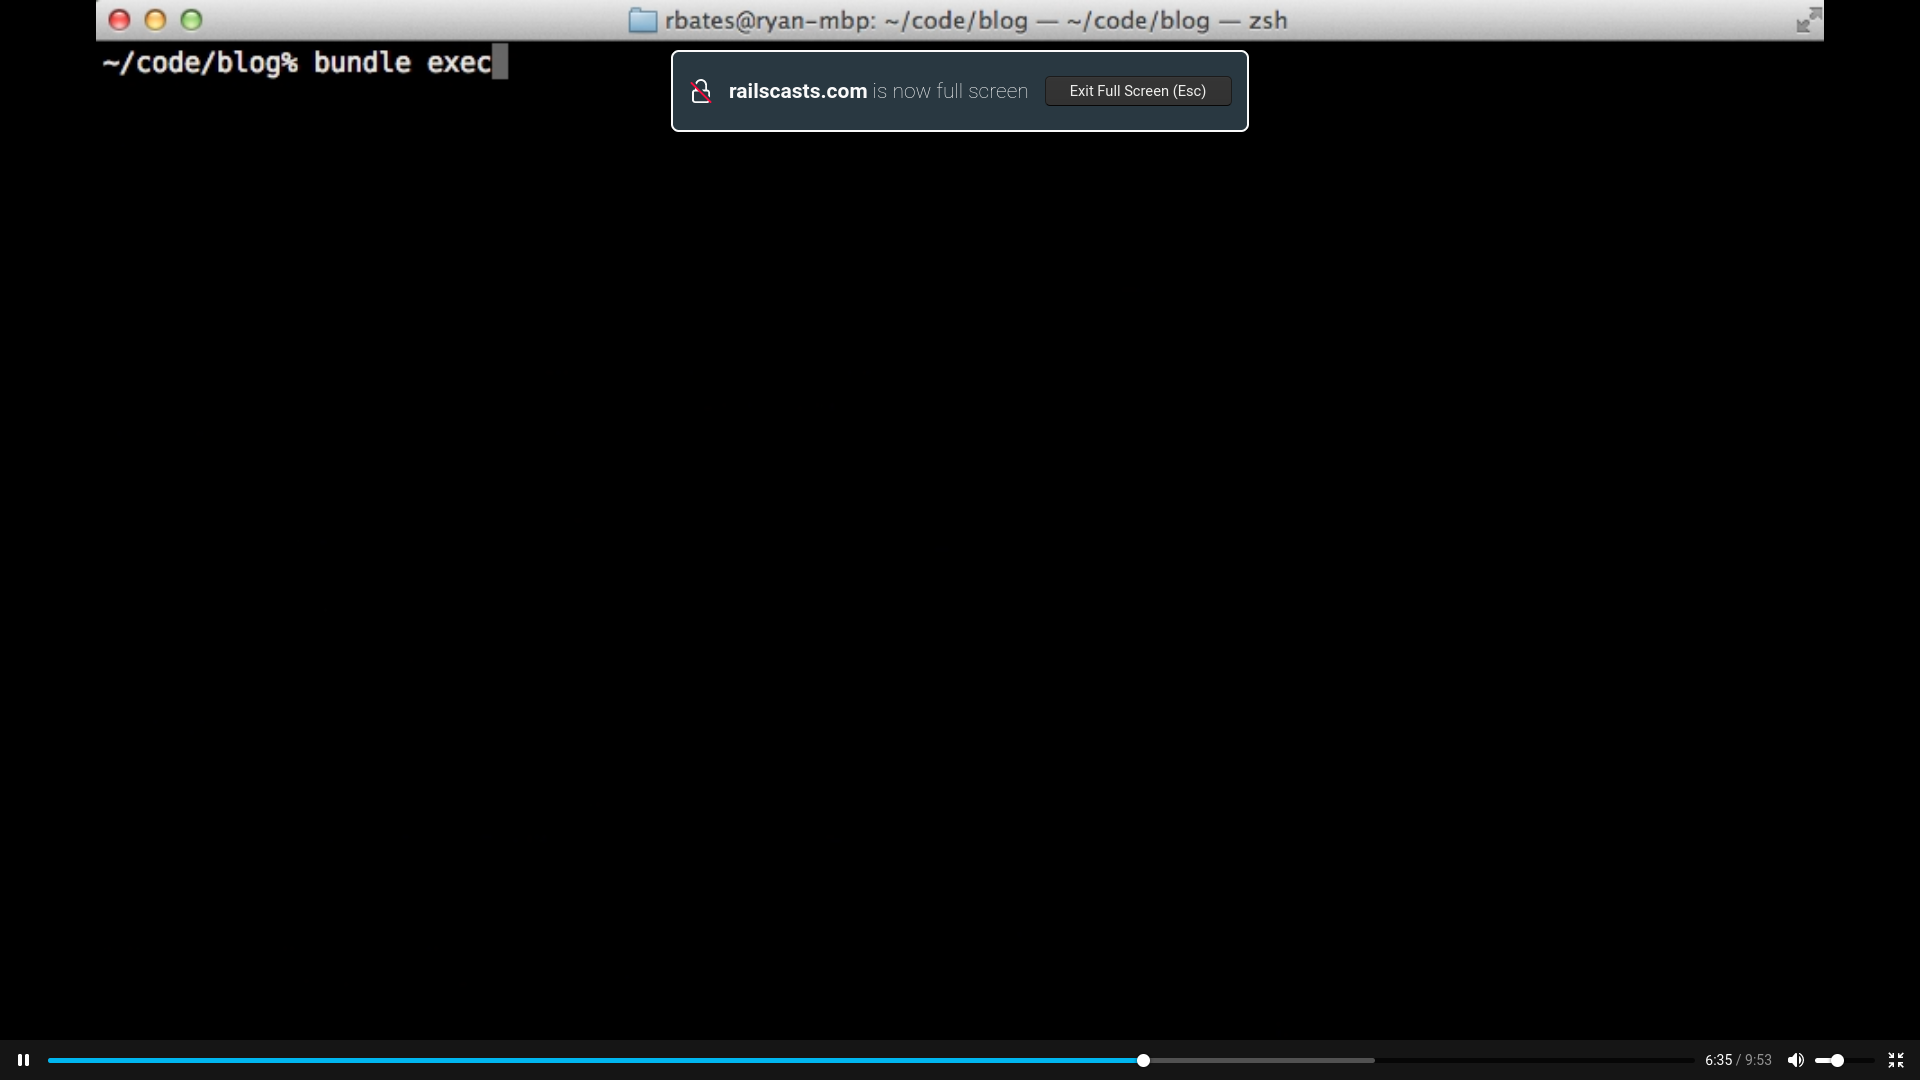 rbates@ryan-mbp: ~/code/blog — ~/code/blog — zsh
~/code/blog% bundle exec
railscasts.com is now full screen
Exit Full Screen (Esc)
6:35 / 9:53